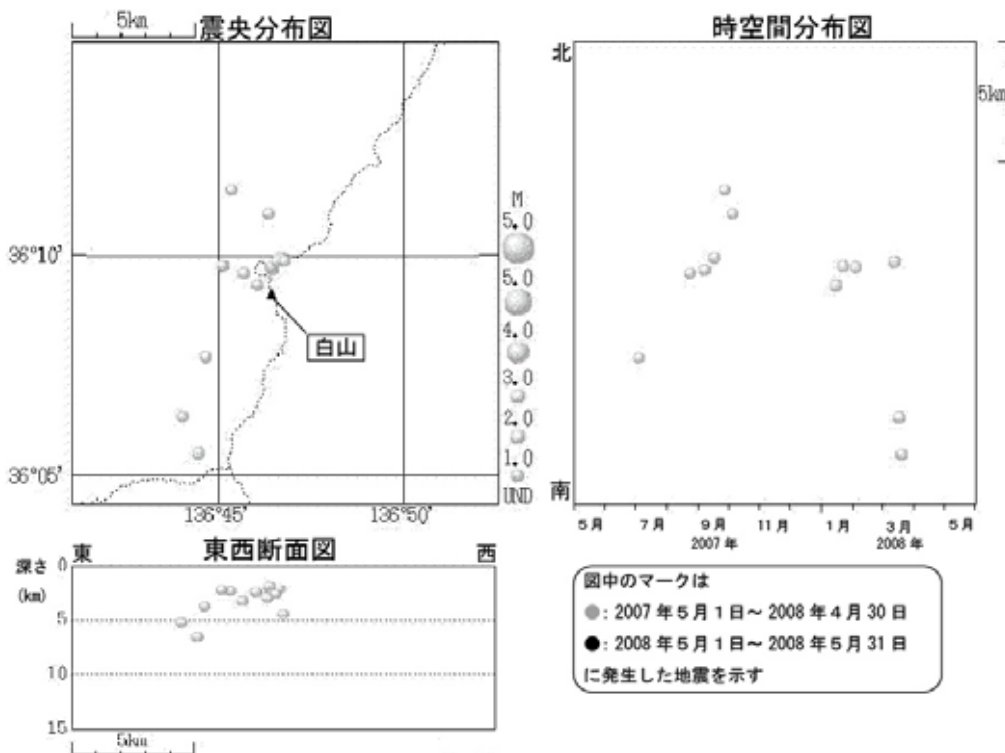 5km
震央分布図
36°10'
36°05'
136°45'
136°50'
白山
M
5.0
5.0
4.0
3.0
2.0
1.0
UND
時空間分布図
北
南
5km
5月 7月 9月 11月 1月 3月 5月
2007年 2008年
東西断面図
東
西
深さ
(km)
0
5
10
15
5km
図中のマークは
●: 2007年5月1日～2008年4月30日
●: 2008年5月1日～2008年5月31日
に発生した地震を示す